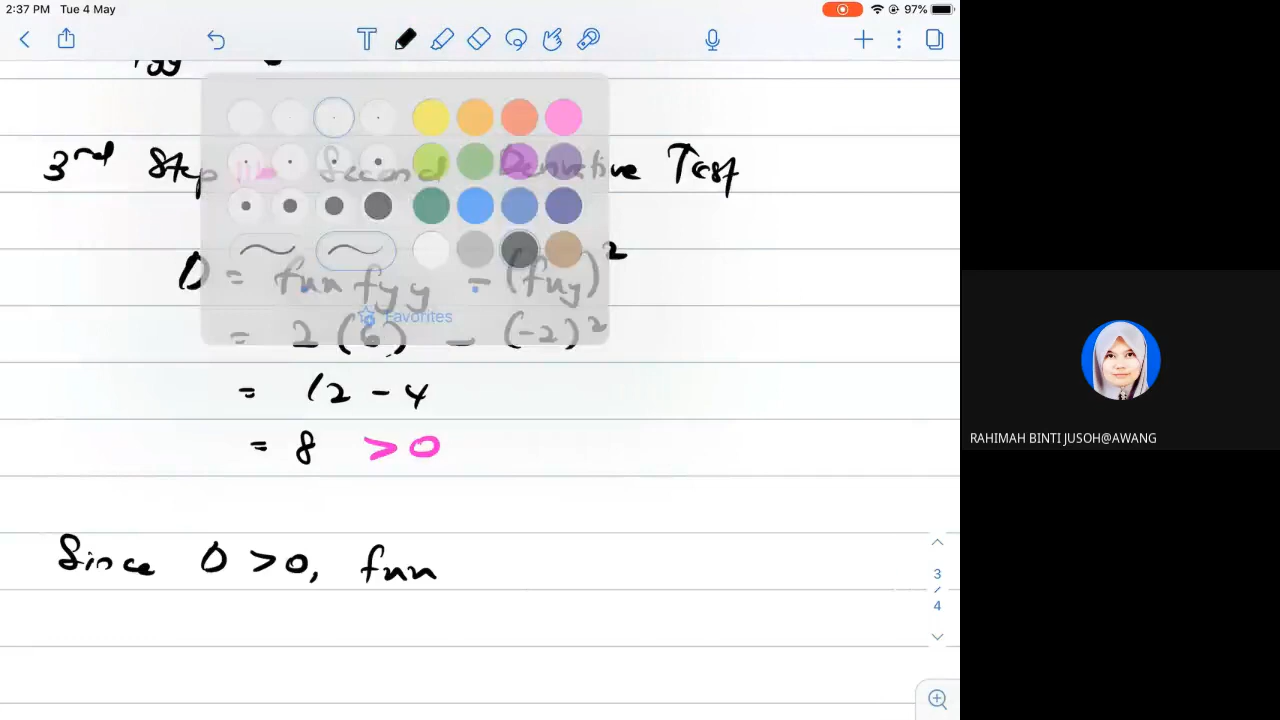 2:37 PM Tue 4 May 97%
3rd Step Second Derivative Test
D = fxx fyy - (fxy)²
= 2 (6) - (-2)²
Favorites
= 12 - 4
= 8 > 0
RAHIMAH BINTI JUSOH@AWANG
Since D > 0, fxx
3
/
4